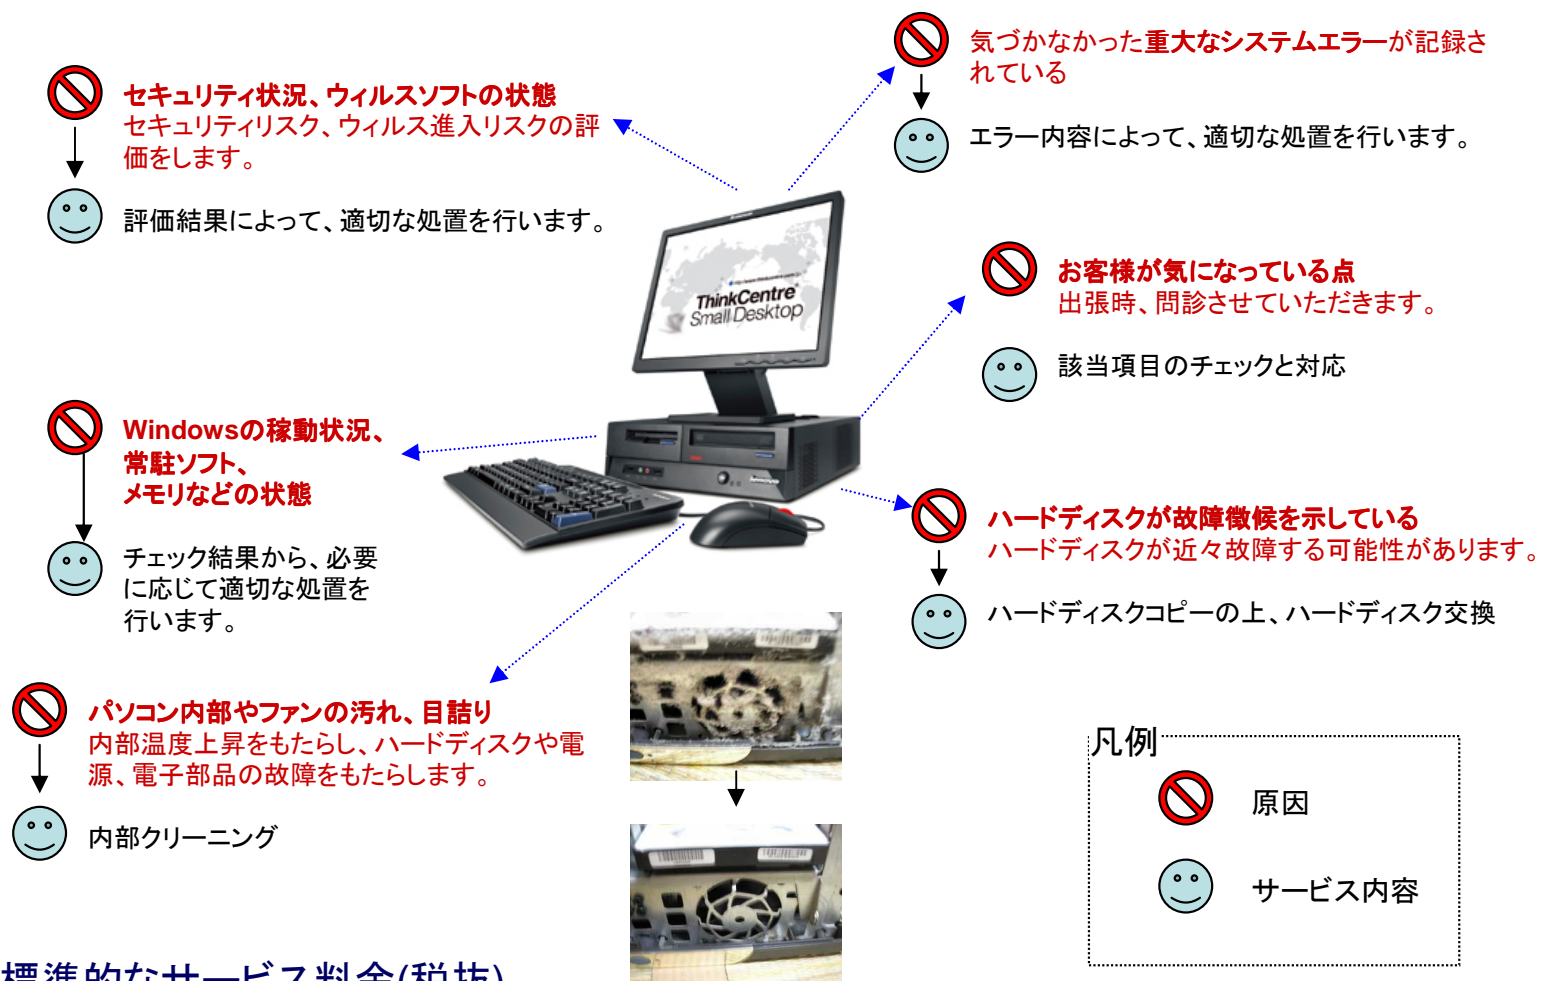 気づかなかった重大なシステムエラーが記録さ
れている
エラー内容によって、適切な処置を行います。
セキュリティ状況、ウィルスソフトの状態
セキュリティリスク、ウィルス進入リスクの評
価をします。
評価結果によって、適切な処置を行います。
ThinkCentre
Small Desktop
お客様が気になっている点
出張時、問診させていただきます。
該当項目のチェックと対応
Windowsの稼動状況、
常駐ソフト、
メモリなどの状態
チェック結果から、必要
に応じて適切な処置を
行います。
ハードディスクが故障徴候を示している
ハードディスクが近々故障する可能性があります。
ハードディスクコピーの上、ハードディスク交換
パソコン内部やファンの汚れ、目詰り
内部温度上昇をもたらし、ハードディスクや電
源、電子部品の故障をもたらします。
内部クリーニング
凡例
原因
サービス内容
標準的なサービス料金(税抜)